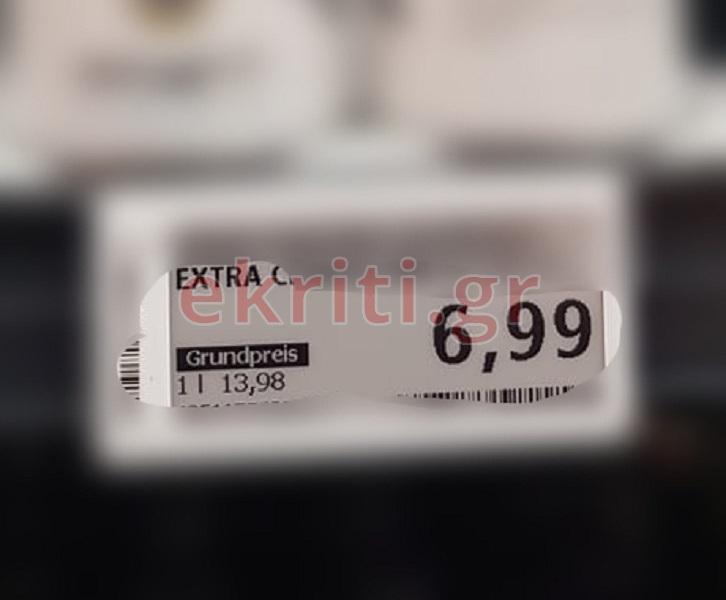 EXTRA
ekriti.gr
6,99
Grundpreis
1 l 13,98